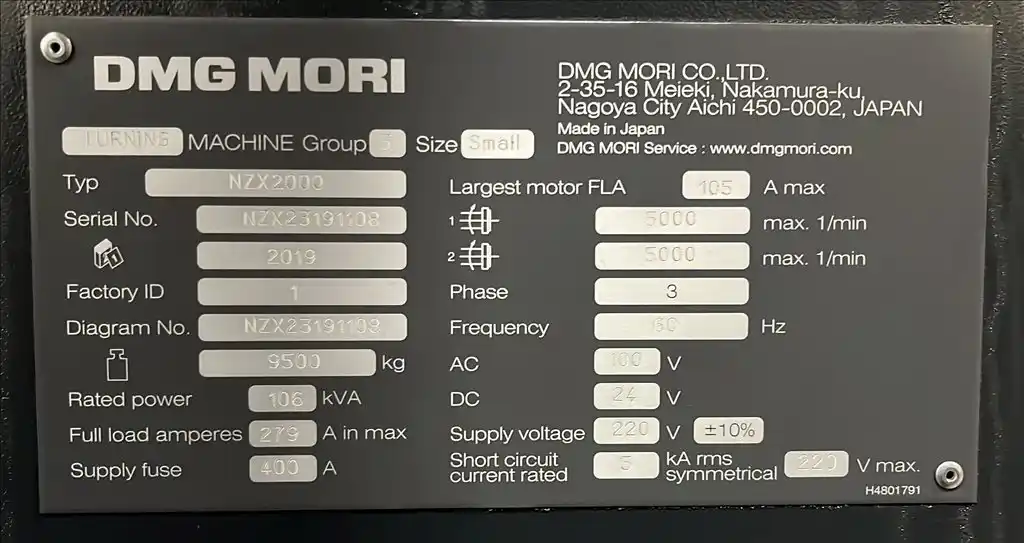 DMG MORI
DMG MORI CO.,LTD.
2-35-16 Meieki, Nakamura-ku,
Nagoya City Aichi 450-0002, JAPAN
Made in Japan
DMG MORI Service : www.dmgmori.com
TURNING MACHINE Group 3 Size Small
Typ NZX2000
Serial No. NZX23191108
2019
Factory ID 1
Diagram No. NZX23191108
9500 kg
Rated power 106 kVA
Full load amperes 279 A in max
Supply fuse 400 A
Largest motor FLA 105 A max
1 5000 max. 1/min
2 5000 max. 1/min
Phase 3
Frequency 60 Hz
AC 100 V
DC 24 V
Supply voltage 220 V ±10%
Short circuit
current rated 5 kA rms
symmetrical 220 V max.
H4801791